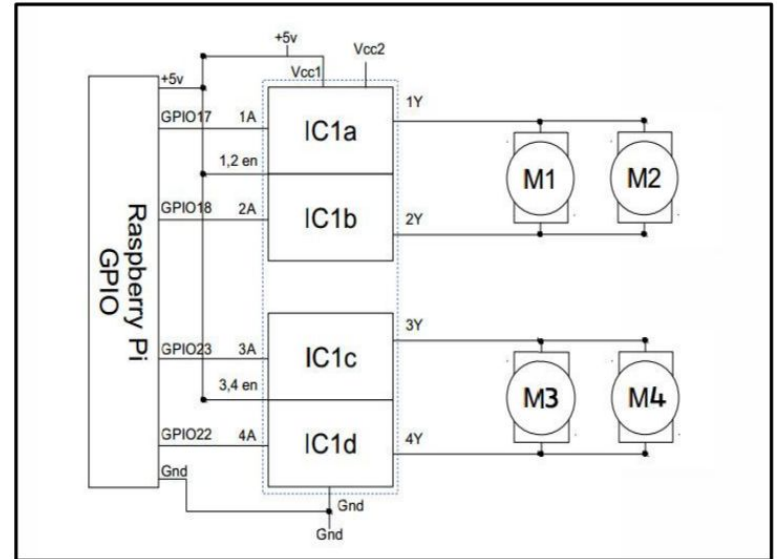 +5v
Vcc2
+5v
Vcc1
GPIO17
1A
IC1a
1Y
M1
M2
1,2 en
Raspberry Pi
GPIO
GPIO18
2A
IC1b
2Y
GPIO23
3A
IC1c
3Y
3,4 en
M3
M4
GPIO22
4A
IC1d
4Y
Gnd
Gnd
Gnd